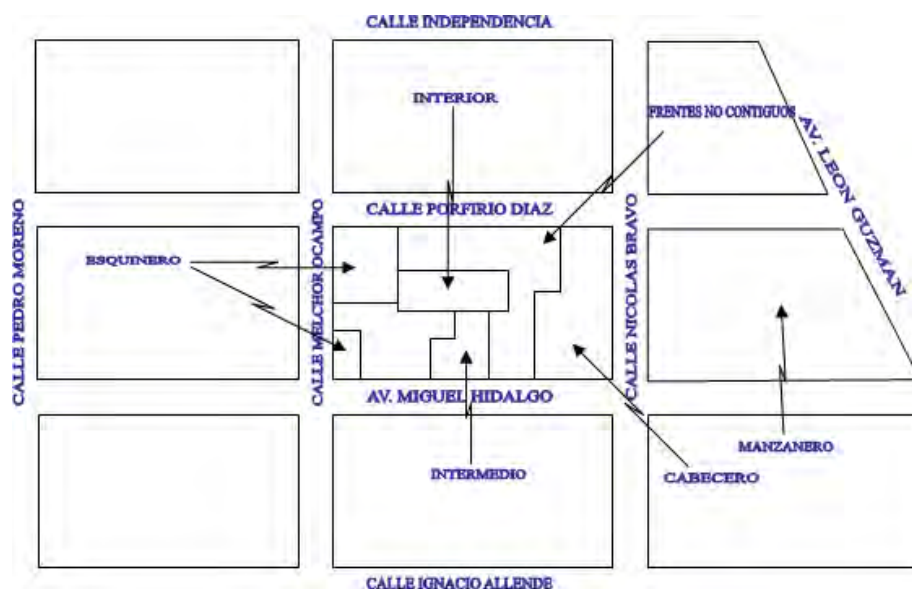 CALLE INDEPENDENCIA
INTERIOR
FRENTES NO CONTIGUOS
AV. LEON GUZMAN
CALLE PORFIRIO DIAZ
CALLE PEDRO MORENO
CALLE MELCHOR OCAMPO
CALLE NICOLAS BRAVO
ESQUINERO
AV. MIGUEL HIDALGO
MANZANERO
INTERMEDIO
CABECERO
CALLE IGNACIO ALLENDE